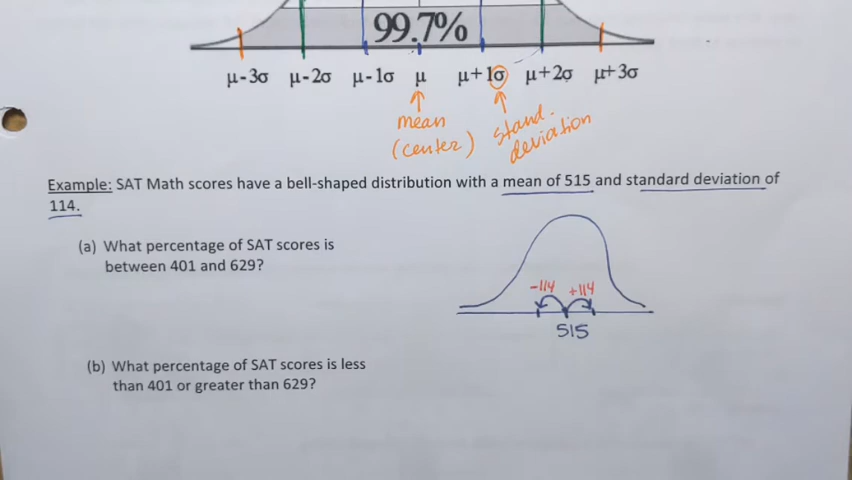 99.7%
μ-3σ μ-2σ μ-1σ μ μ+1σ μ+2σ μ+3σ
mean
(center)
stand.
deviation
Example: SAT Math scores have a bell-shaped distribution with a mean of 515 and standard deviation of
114.
(a) What percentage of SAT scores is
between 401 and 629?
-114 +114
515
(b) What percentage of SAT scores is less
than 401 or greater than 629?